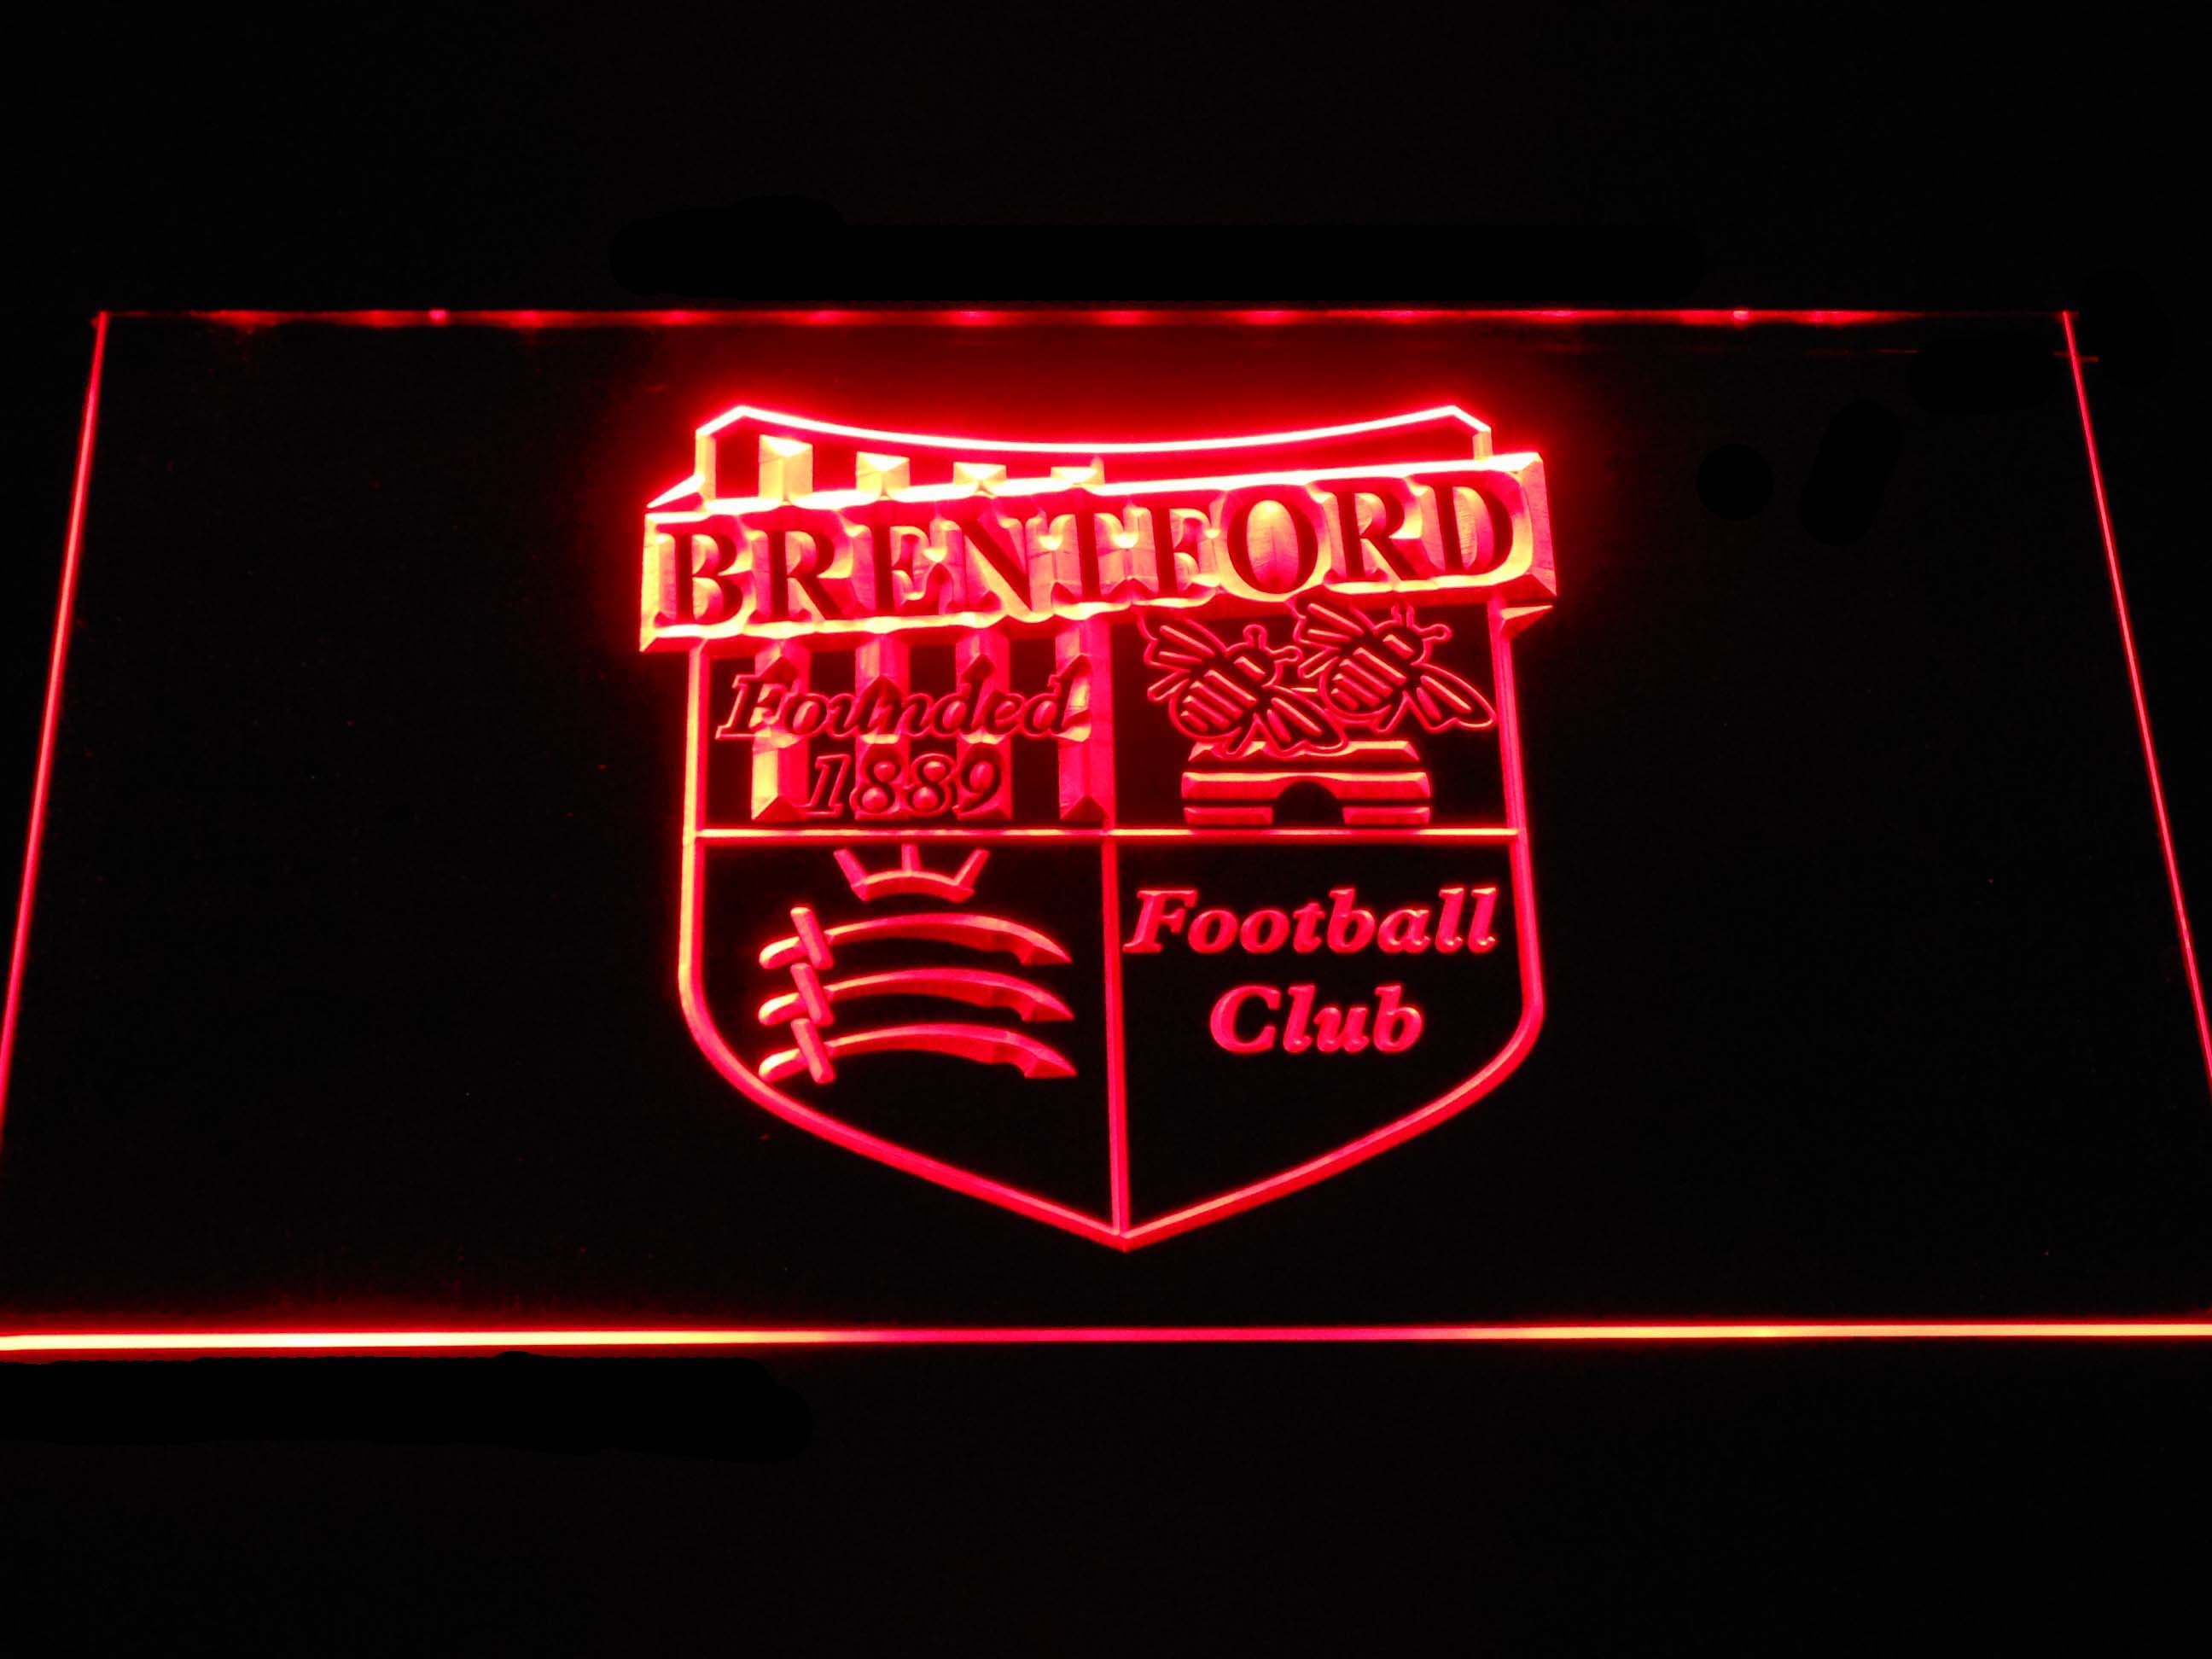 BRENTFORD
Founded
1889
Football
Club